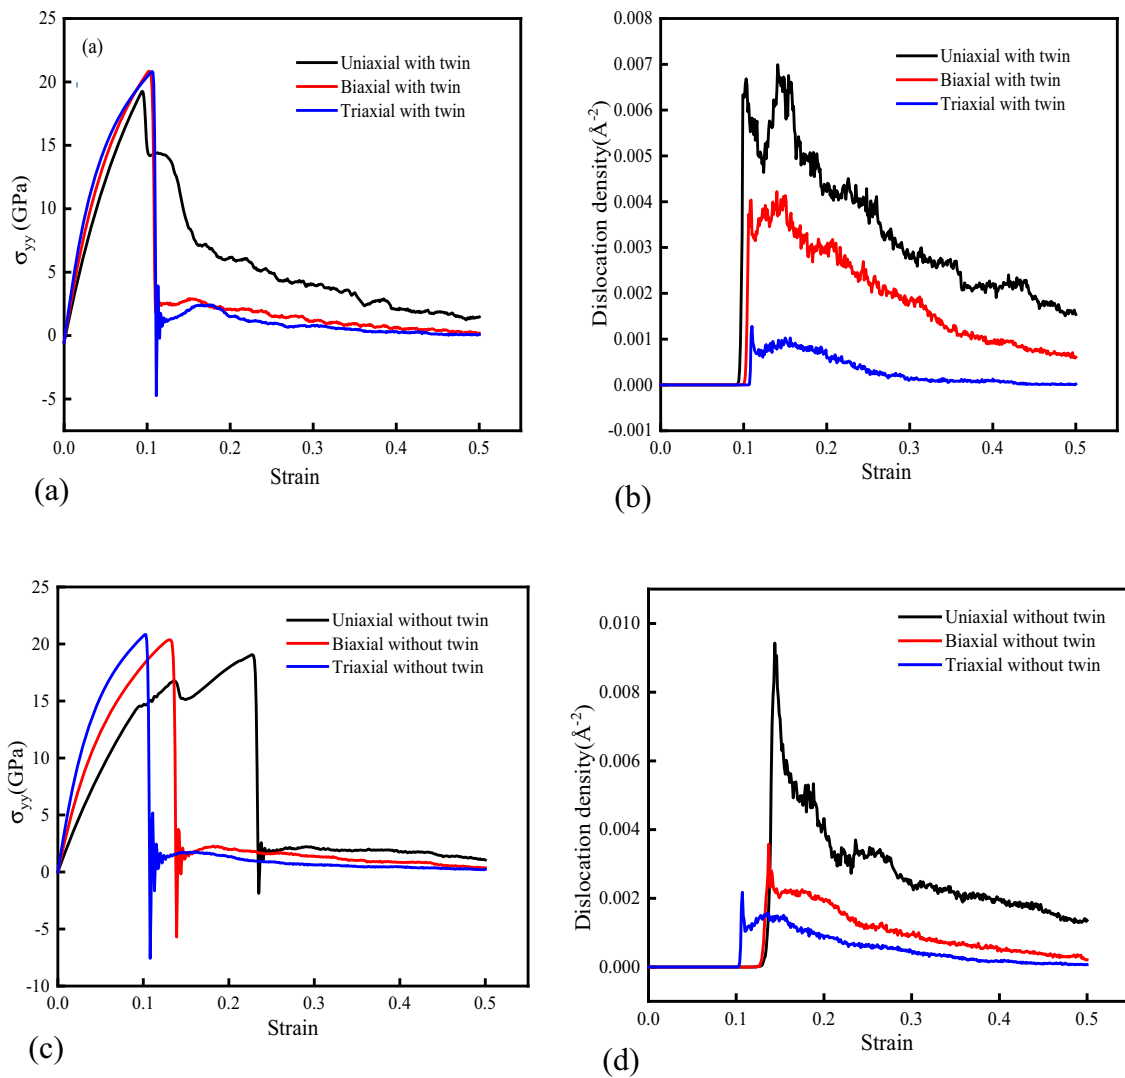 25
20
15
10
5
0
-5
σyy (GPa)
(a)
Uniaxial with twin
Biaxial with twin
Triaxial with twin
0.0 0.1 0.2 0.3 0.4 0.5
Strain
(a)
0.008
0.007
0.006
0.005
0.004
0.003
0.002
0.001
0.000
-0.001
Dislocation density(Å-2)
Uniaxial with twin
Biaxial with twin
Triaxial with twin
0.0 0.1 0.2 0.3 0.4 0.5
Strain
(b)
25
20
15
10
5
0
-5
-10
σyy(GPa)
Uniaxial without twin
Biaxial without twin
Triaxial without twin
0.0 0.1 0.2 0.3 0.4 0.5
Strain
(c)
0.010
0.008
0.006
0.004
0.002
0.000
Dislocation density(Å-2)
Uniaxial without twin
Biaxial without twin
Triaxial without twin
0.0 0.1 0.2 0.3 0.4 0.5
Strain
(d)